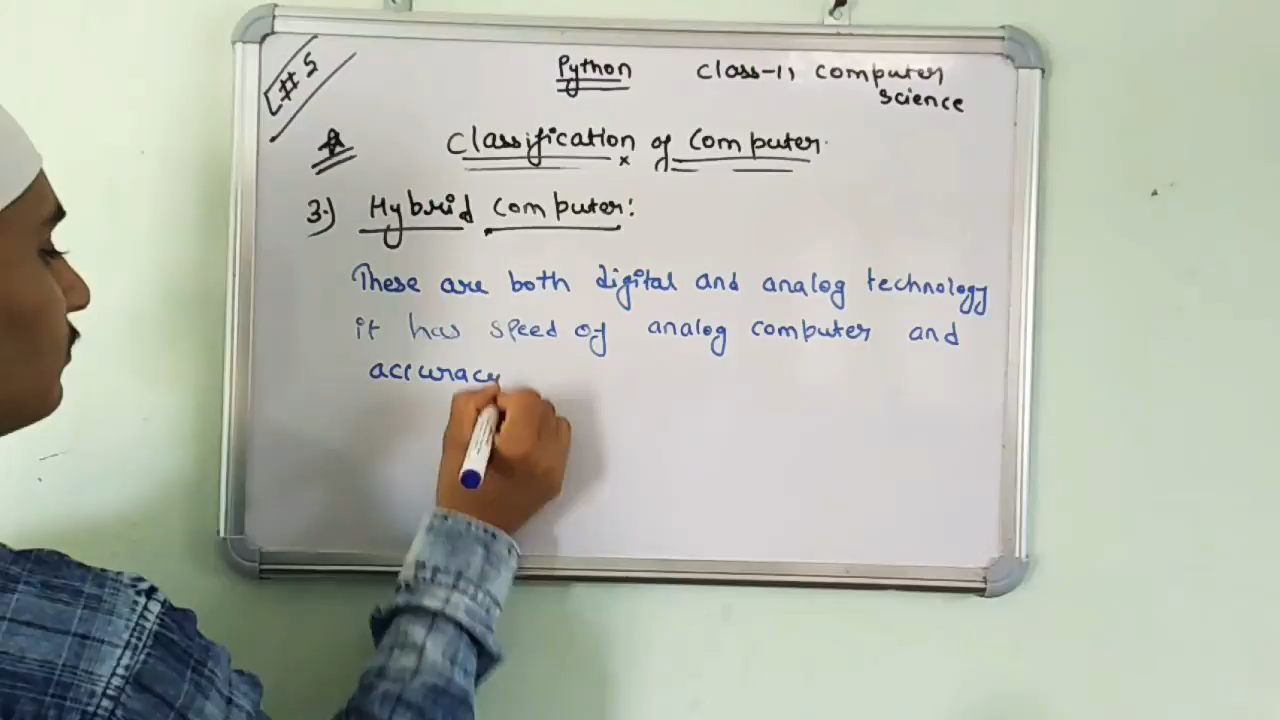 # 5
Python Class-11 Computer
Science
Classification of Computer
3.) Hybrid Computer:
These are both digital and analog technology
it has speed of analog computer and
accuracy